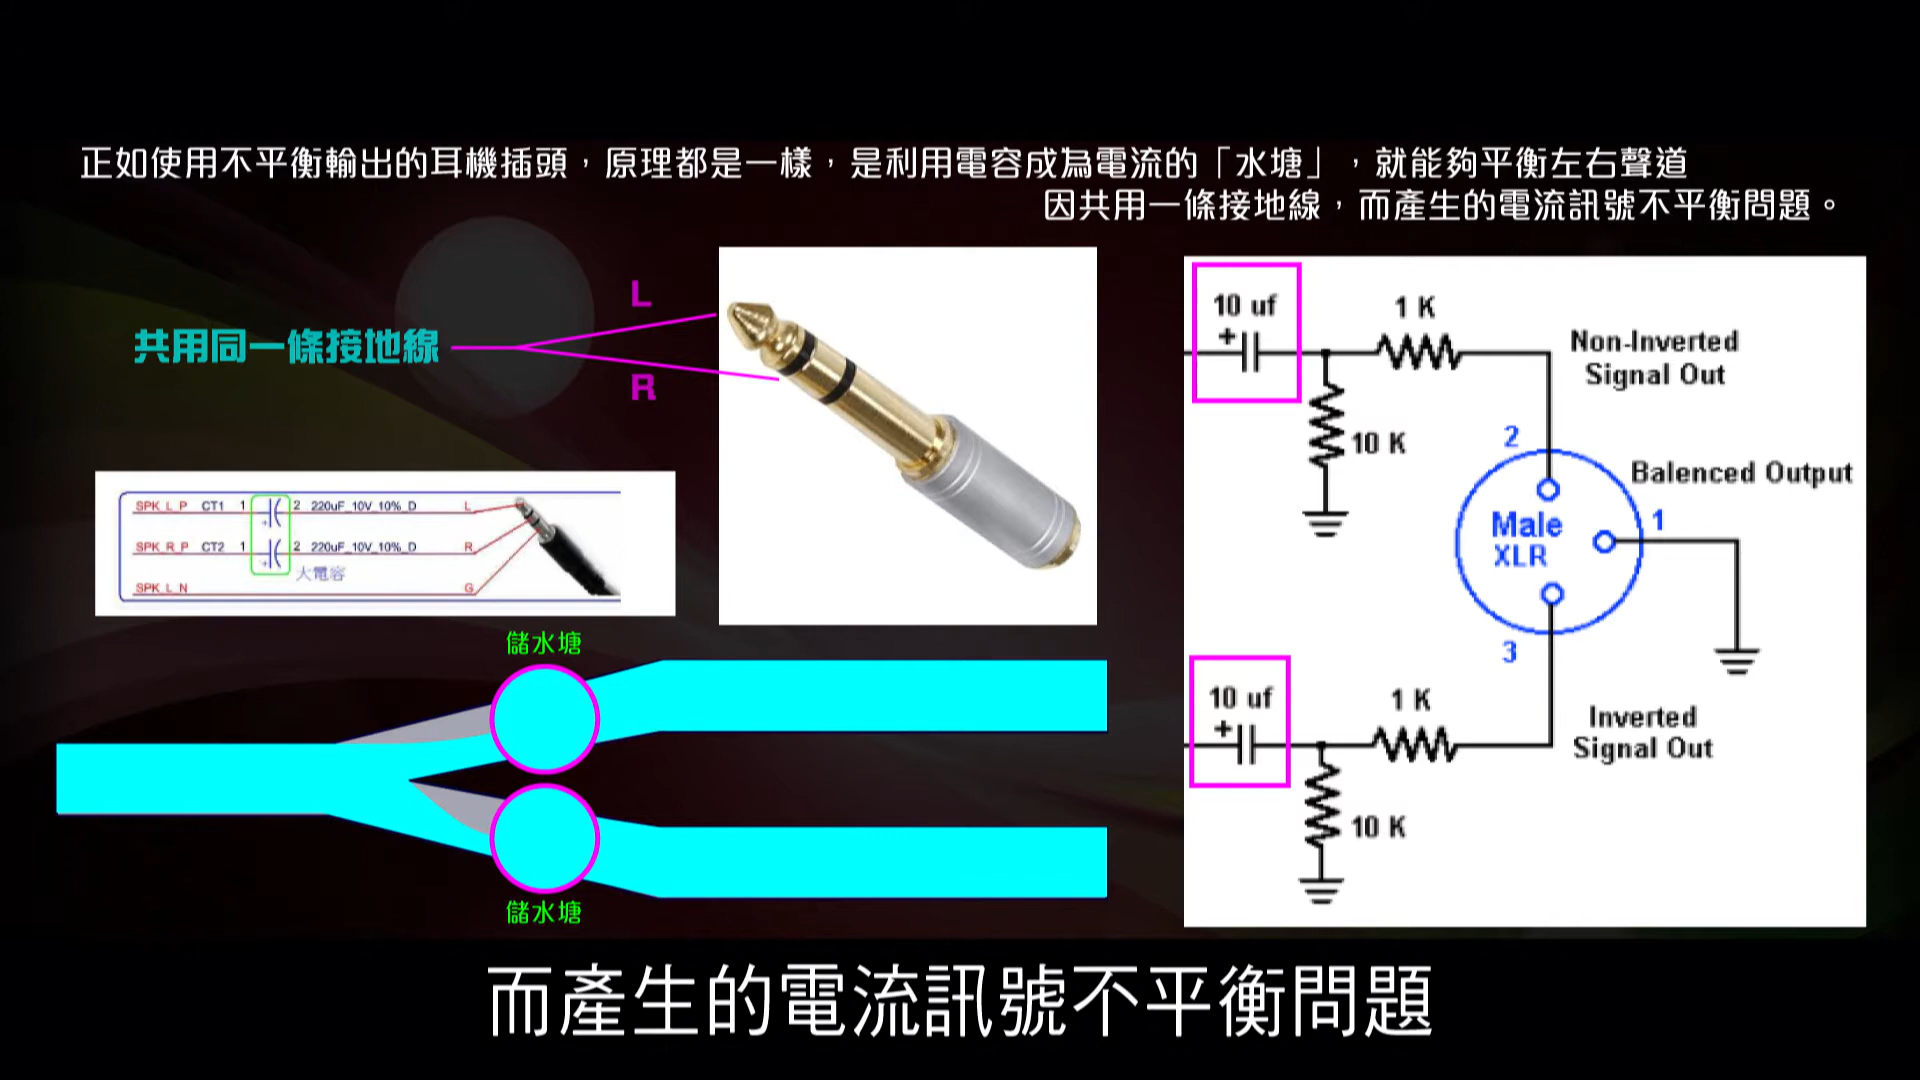 正如使用不平衡輸出的耳機插頭，原理都是一樣，是利用電容成為電流的「水塘」，就能夠平衡左右聲道
因共用一條接地線，而產生的電流訊號不平衡問題。
共用同一條接地線
L
R
SPK_L_P CT1 1 2 220uF_10V_10%_D L
SPK_R_P CT2 1 2 220uF_10V_10%_D R
大電容
SPK_L_N G
儲水塘
儲水塘
10 uf
+
1 K
Non-Inverted
Signal Out
10 K
2
Balenced Output
1
Male
XLR
3
10 uf
+
1 K
Inverted
Signal Out
10 K
而產生的電流訊號不平衡問題